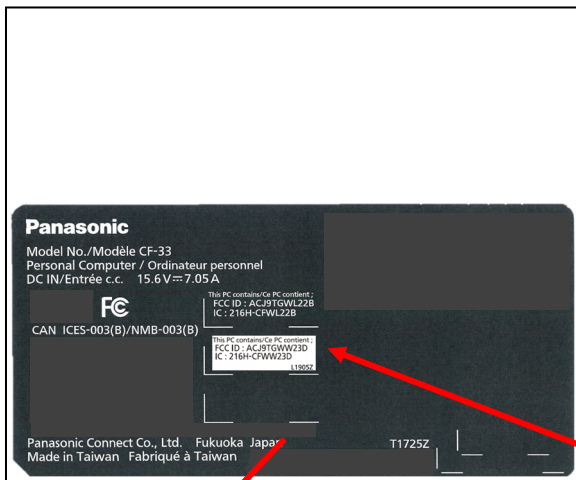 Panasonic
Model No./Modèle CF-33
Personal Computer / Ordinateur personnel
DC IN/Entrée c.c. 15.6V⎓7.05A
FC
This PC contains/Ce PC contient ;
FCC ID : ACJ9TGWL22B
IC : 216H-CFWL22B
CAN ICES-003(B)/NMB-003(B)
This PC contains/Ce PC contient ;
FCC ID : ACJ9TGWW23D
IC : 216H-CFWW23D
L1905Z
Panasonic Connect Co., Ltd. Fukuoka Japan
T1725Z
Made in Taiwan Fabriqué à Taiwan